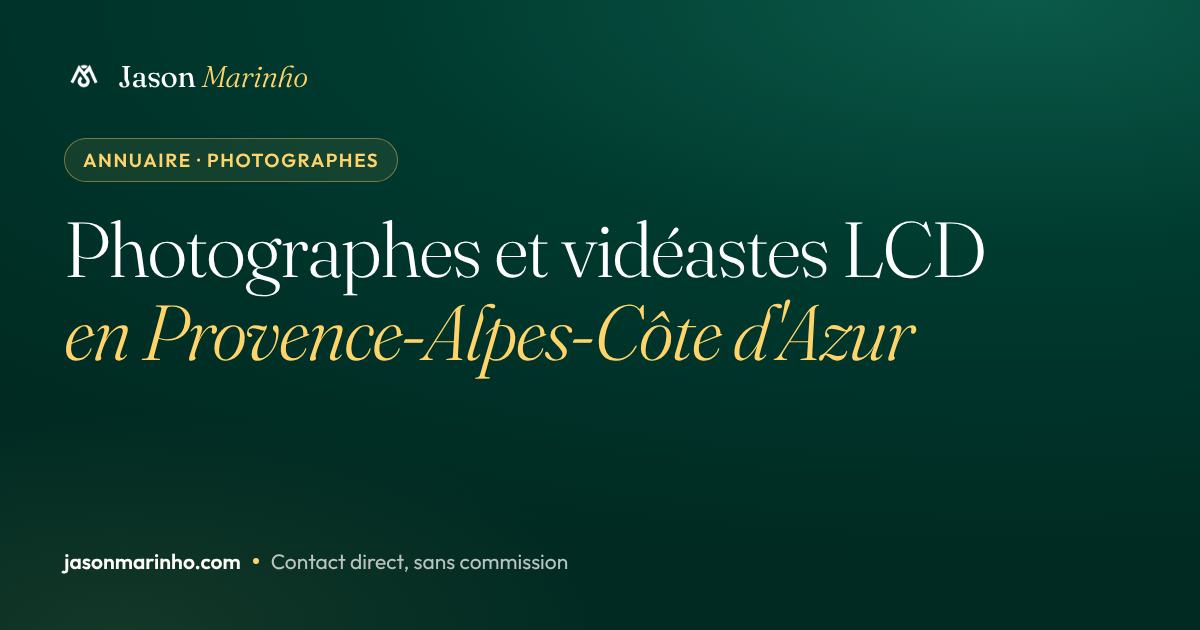 Jason Marinho
ANNUAIRE · PHOTOGRAPHES
Photographes et vidéastes LCD
en Provence-Alpes-Côte d'Azur
jasonmarinho.com • Contact direct, sans commission